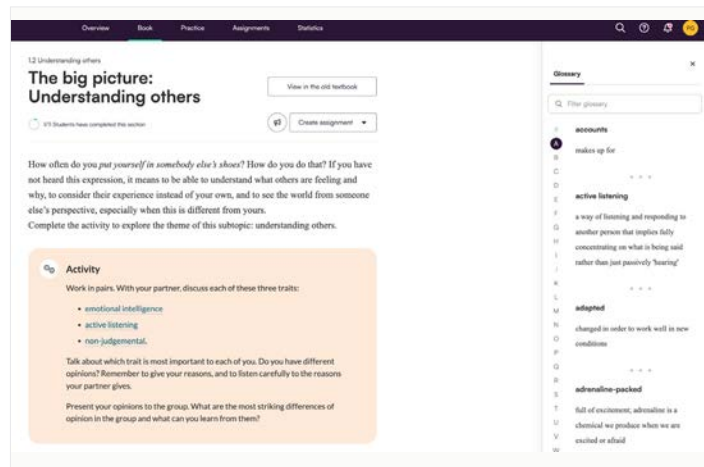 Overview Book Practice Assignments Statistics
PG
1.2 Understanding others
The big picture:
Understanding others
View in the old textbook
Students have completed this section
Create assignment
How often do you put yourself in somebody else's shoes? How do you do that? If you have
not heard this expression, it means to be able to understand what others are feeling and
why, to consider their experience instead of your own, and to see the world from someone
else's perspective, especially when this is different from yours.
Complete the activity to explore the theme of this subtopic: understanding others.
Activity
Work in pairs. With your partner, discuss each of these three traits:
• emotional intelligence
• active listening
• non-judgemental.
Talk about which trait is most important to each of you. Do you have different
opinions? Remember to give your reasons, and to listen carefully to the reasons
your partner gives.
Present your opinions to the group. What are the most striking differences of
opinion in the group and what can you learn from them?
Glossary
Filter glossary
#
A
B
C
D
E
F
G
H
I
J
K
L
M
N
O
P
Q
R
S
T
U
V
W
accounts
makes up for
active listening
a way of listening and responding to
another person that implies fully
concentrating on what is being said
rather than just passively 'hearing'
adapted
changed in order to work well in new
conditions
adrenaline-packed
full of excitement; adrenaline is a
chemical we produce when we are
excited or afraid